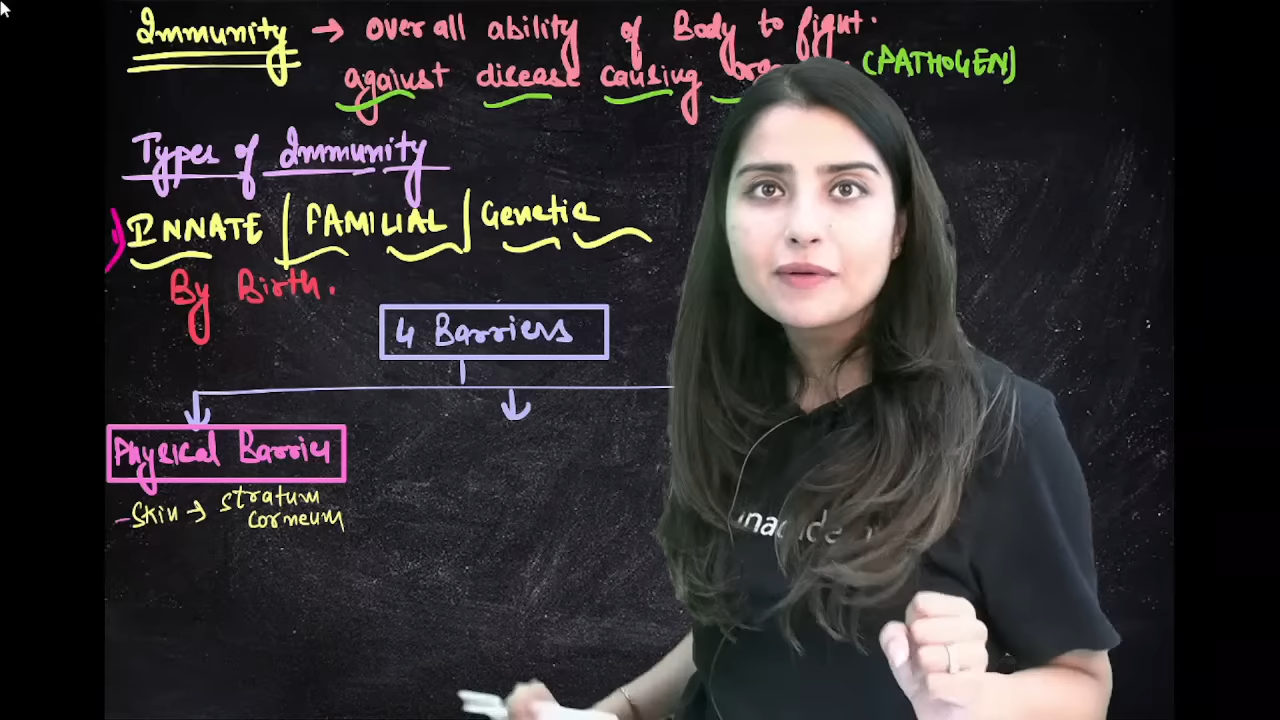 Immunity → Overall ability of Body to fight.
against disease causing (PATHOGEN)
Types of Immunity
1) INNATE | FAMILIAL | Genetic
By Birth.
4 Barriers
Physical Barrier
- Skin → stratum
corneum